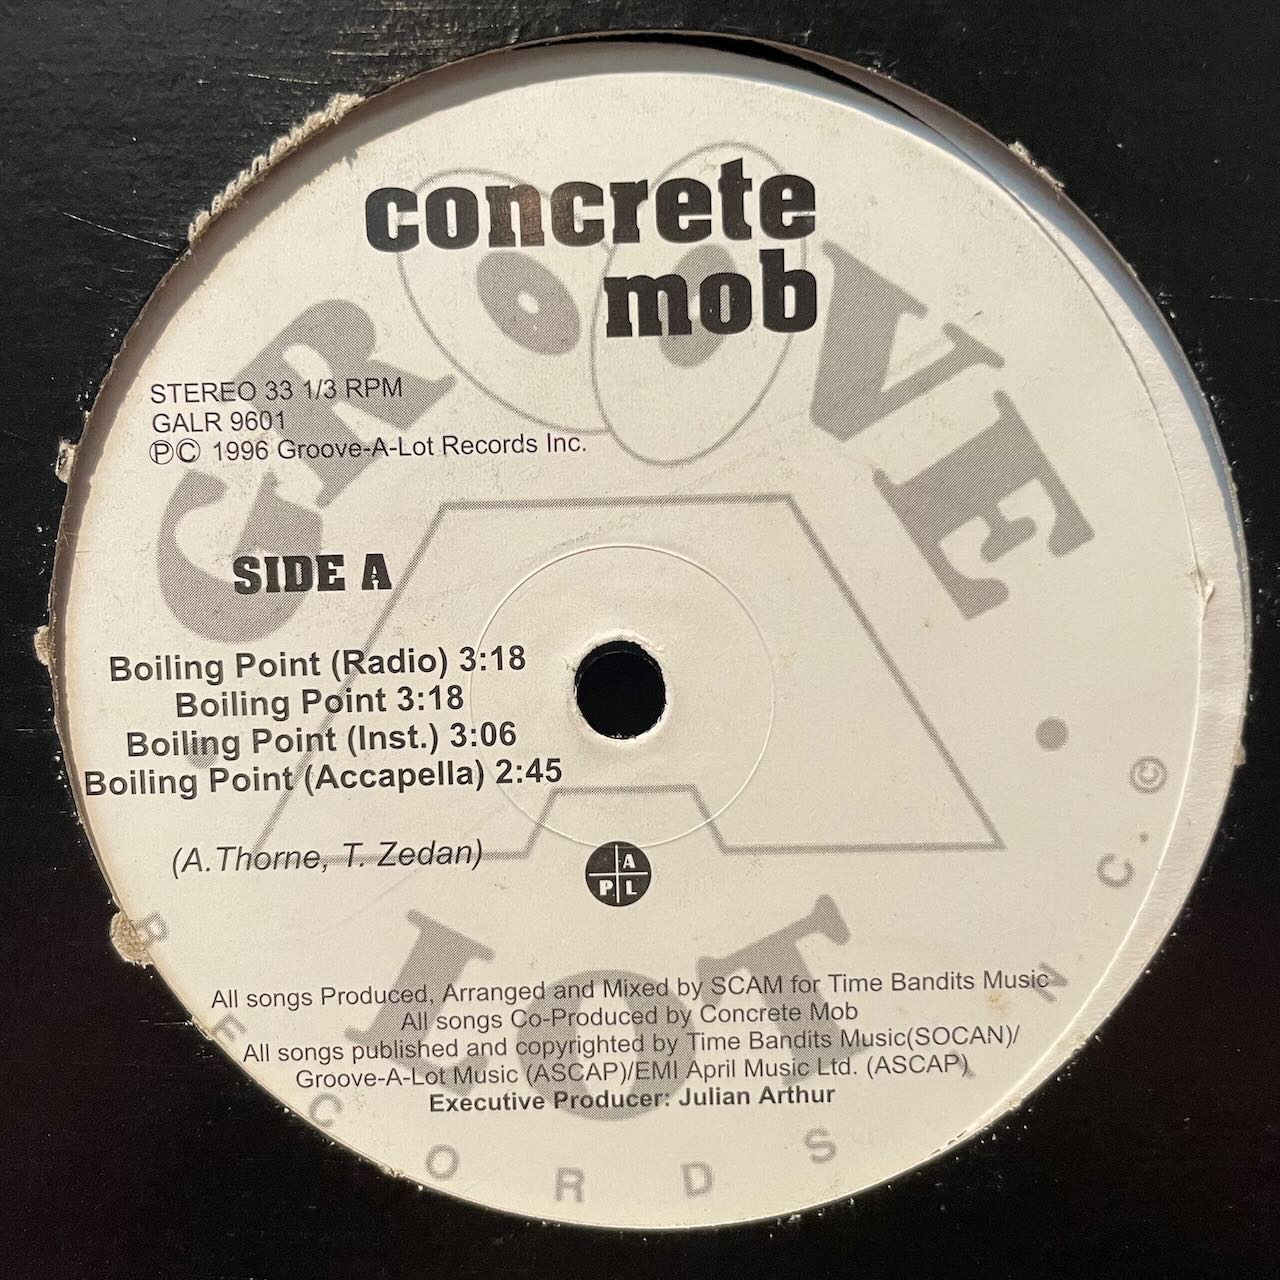 concrete
mob
STEREO 33 1/3 RPM
GALR 9601
ⓅⒸ 1996 Groove-A-Lot Records Inc.
SIDE A
Boiling Point (Radio) 3:18
Boiling Point 3:18
Boiling Point (Inst.) 3:06
Boiling Point (Accapella) 2:45
(A.Thorne, T. Zedan)
A
P L
All songs Produced, Arranged and Mixed by SCAM for Time Bandits Music
All songs Co-Produced by Concrete Mob
All songs published and copyrighted by Time Bandits Music(SOCAN)/
Groove-A-Lot Music (ASCAP)/EMI April Music Ltd. (ASCAP)
Executive Producer: Julian Arthur
GROOVE
A
LOT
RECORDS INC. ©